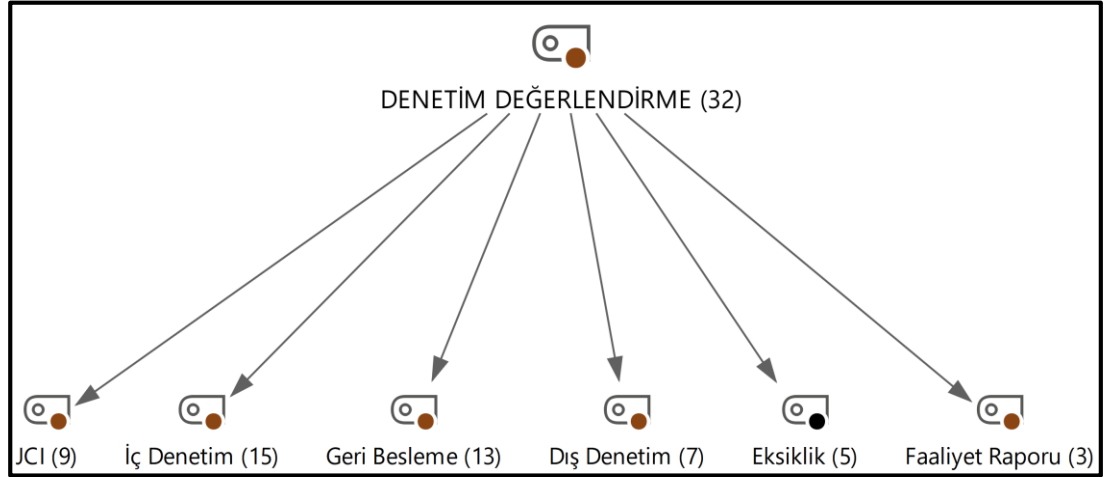 DENETİM DEĞERLENDİRME (32)
JCI (9)
İç Denetim (15)
Geri Besleme (13)
Dış Denetim (7)
Eksiklik (5)
Faaliyet Raporu (3)